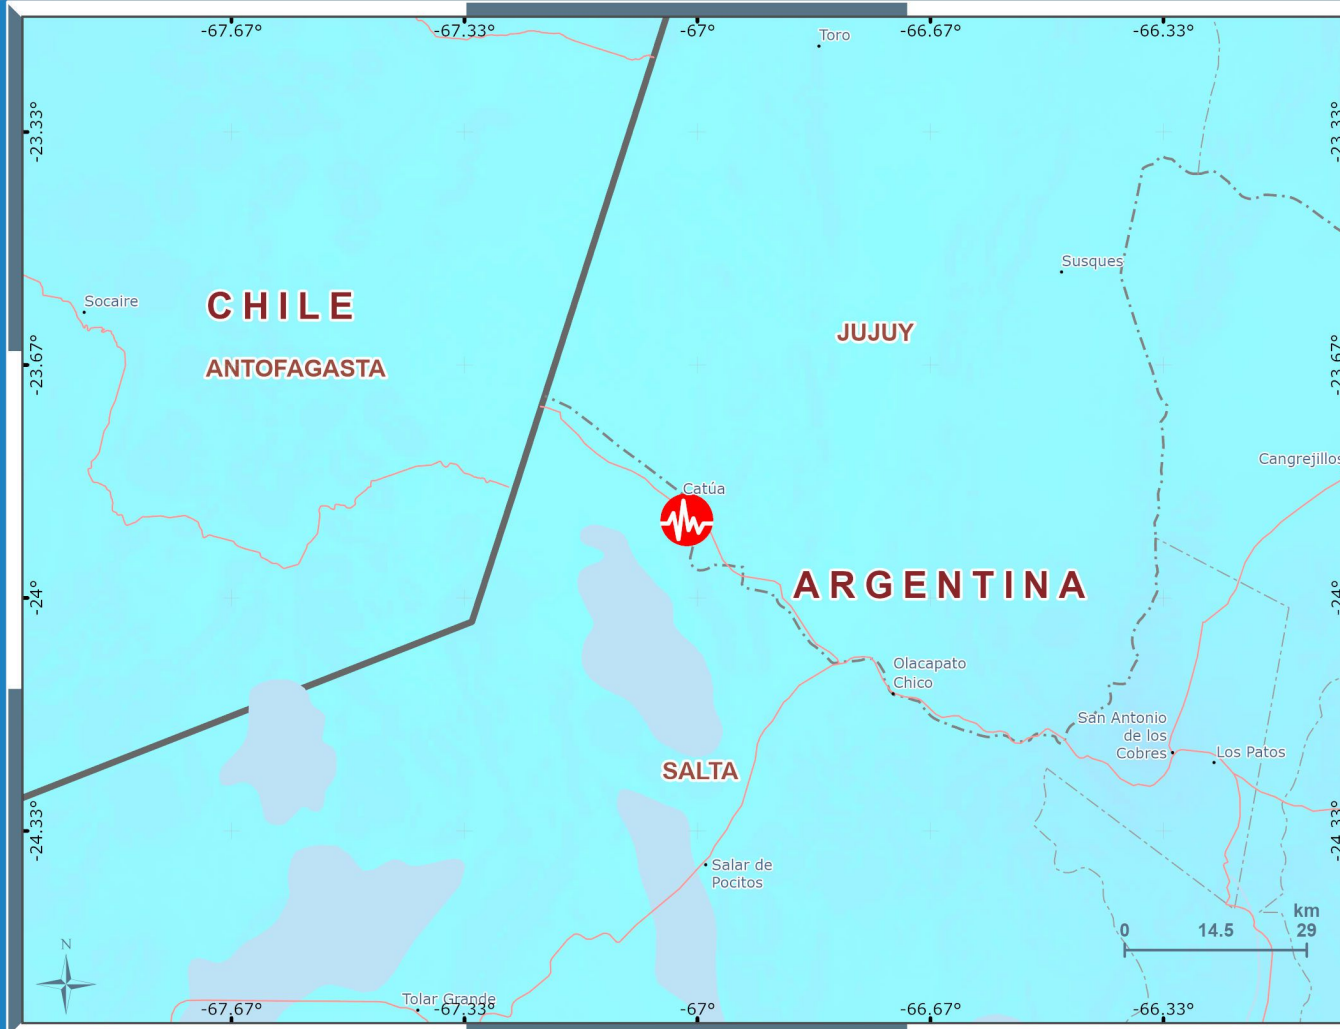 -67.67°
-67.33°
-67°
-66.67°
-66.33°
Toro
-23.33°
-23.33°
Susques
Socaire
CHILE
JUJUY
ANTOFAGASTA
-23.67°
-23.67°
Cangrejillos
Catúa
ARGENTINA
-24°
-24°
Olacapato
Chico
San Antonio
de los
Cobres
Los Patos
SALTA
-24.33°
-24.33°
Salar de
Pocitos
km
0
14.5
29
N
Tolar Grande
-67.67°
-67.33°
-67°
-66.67°
-66.33°